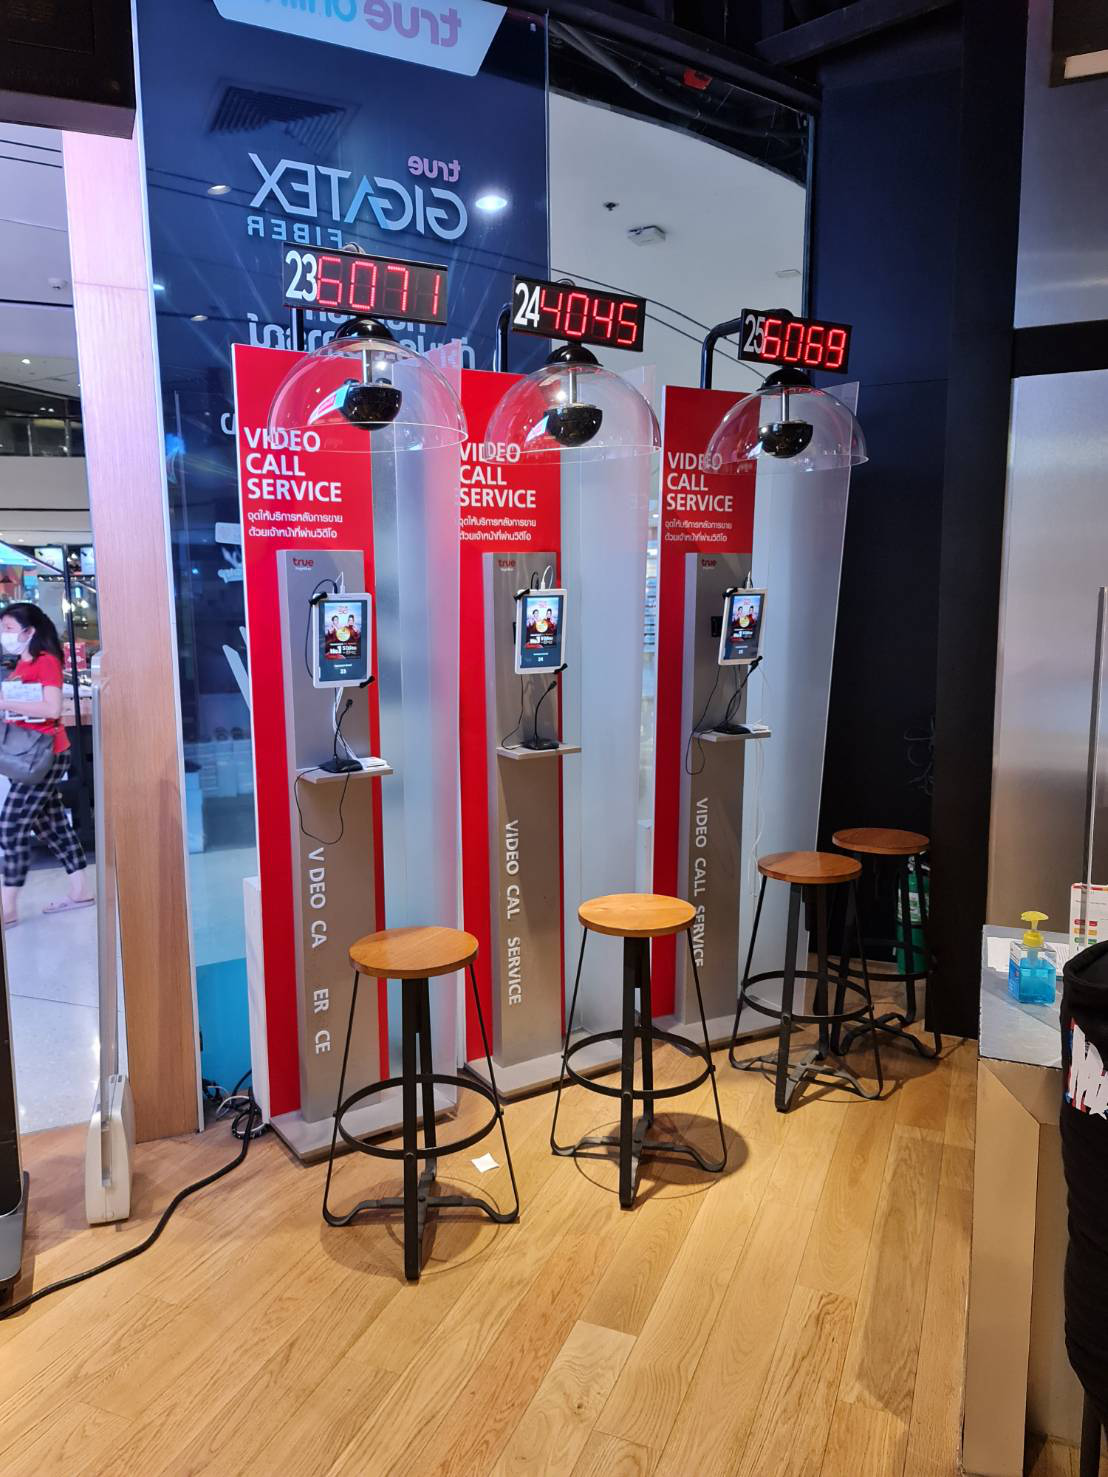 true online
true
GIGATEX
FIBER
23 6071
24 4045
25 6069
VIDEO
CALL
SERVICE
จุดให้บริการหลังการขาย
ด้วยเจ้าหน้าที่ผ่านวิดีโอ
true
23
V DEO CA ER CE
VIDEO
CALL
SERVICE
จุดให้บริการหลังการขาย
ด้วยเจ้าหน้าที่ผ่านวิดีโอ
true
24
VIDEO CAL SERVICE
VIDEO
CALL
SERVICE
จุดให้บริการหลังการขาย
ด้วยเจ้าหน้าที่ผ่านวิดีโอ
true
VIDEO CALL SERVICE